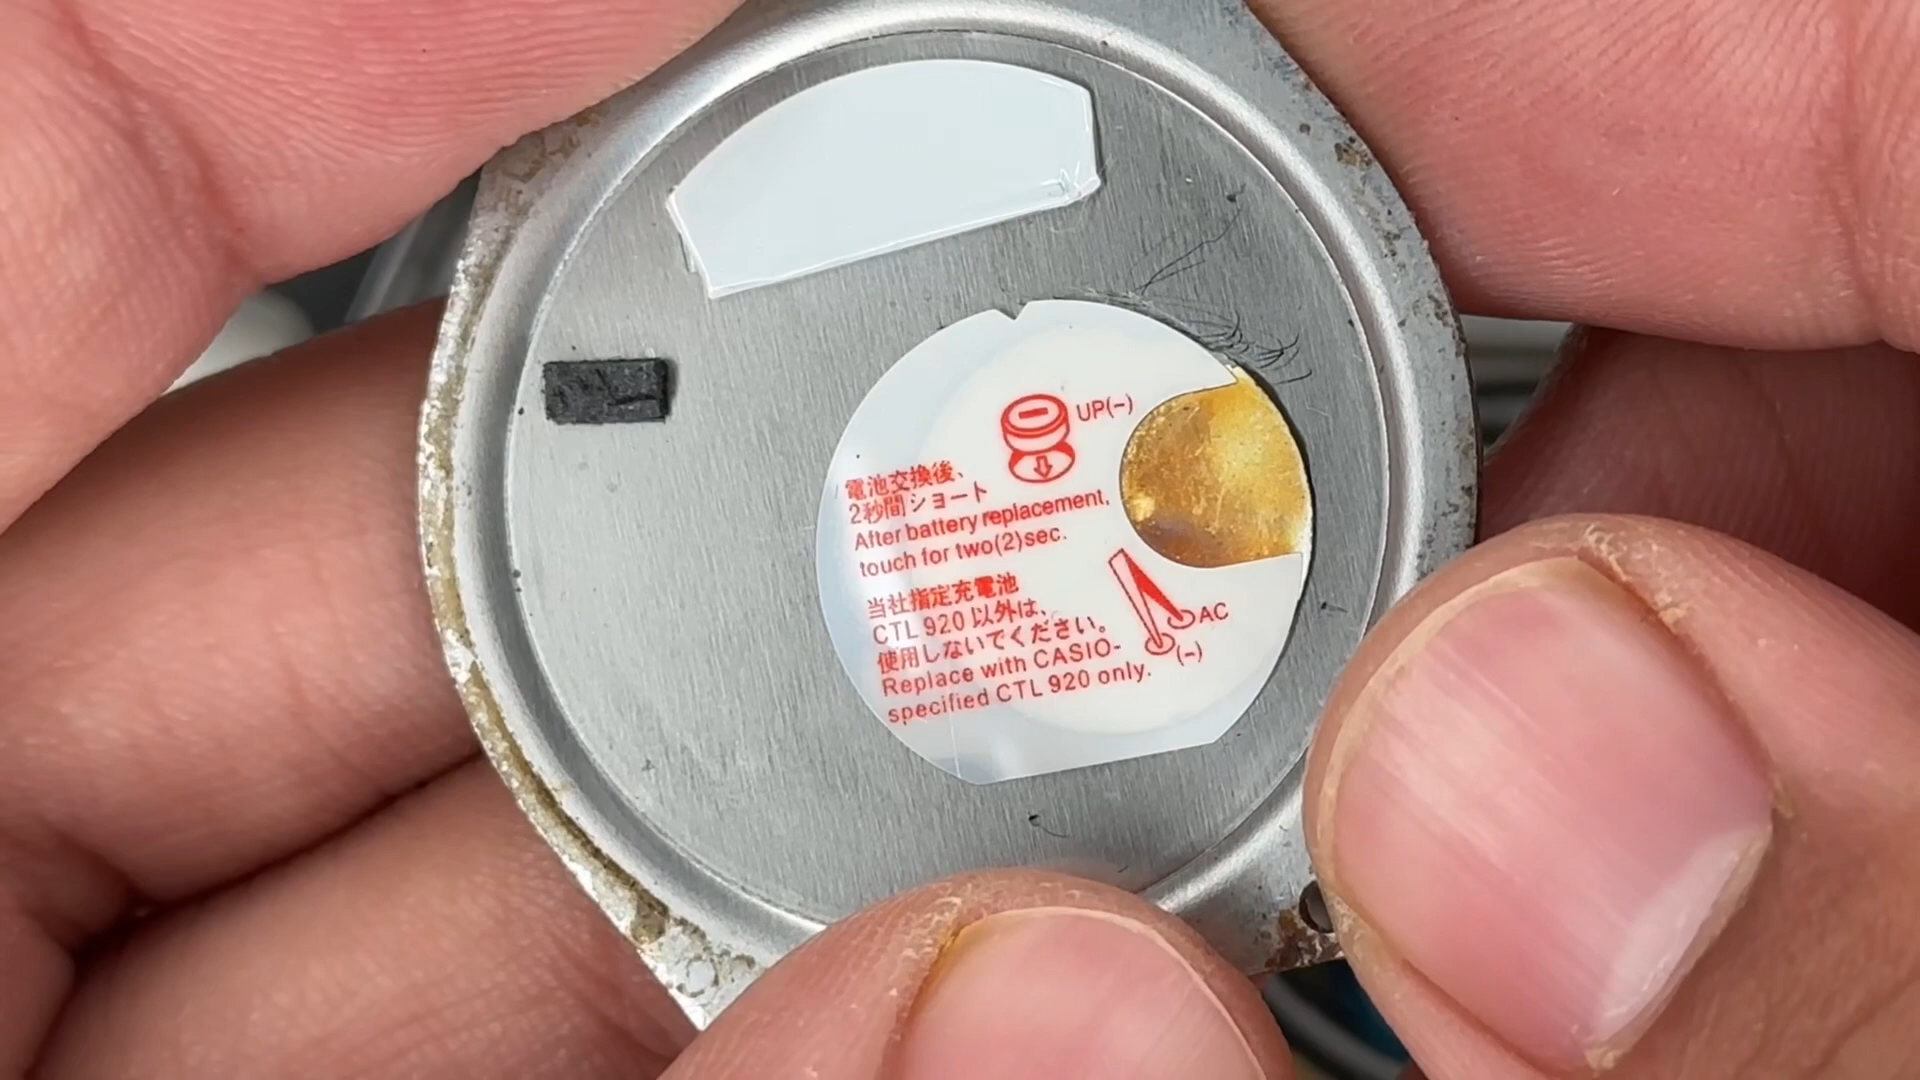 UP(−)
電池交換後、
2秒間ショート
After battery replacement,
touch for two(2)sec.
当社指定充電池
CTL 920 以外は、
使用しないでください。
Replace with CASIO-
specified CTL 920 only.
AC
(−)